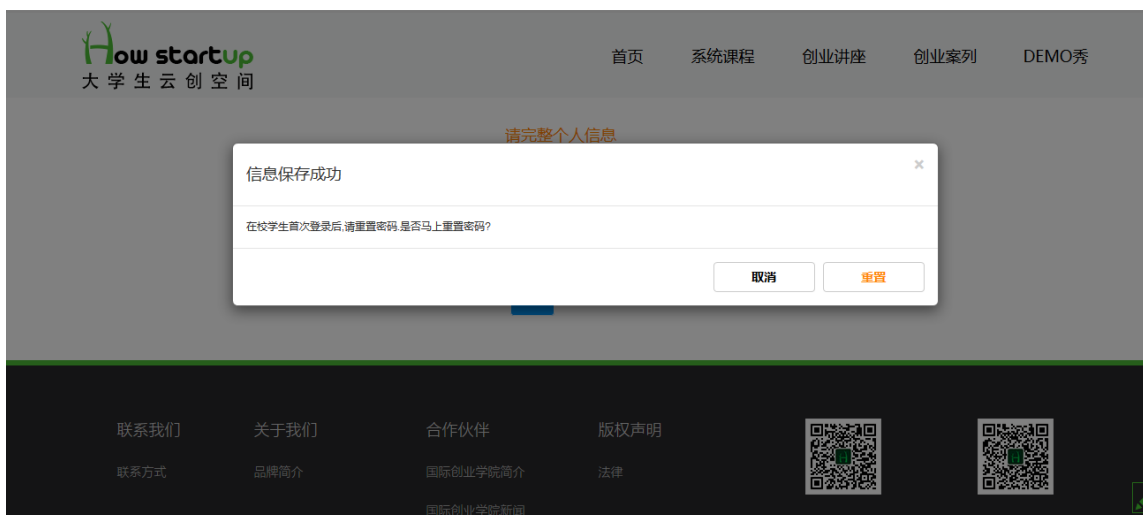 How startup
大学生云创空间
首页 系统课程 创业讲座 创业案列 DEMO秀
请完整个人信息
信息保存成功 ×
在校学生首次登录后,请重置密码.是否马上重置密码?
取消 重置
联系我们 关于我们 合作伙伴 版权声明
联系方式 品牌简介 国际创业学院简介 法律
国际创业学院新闻